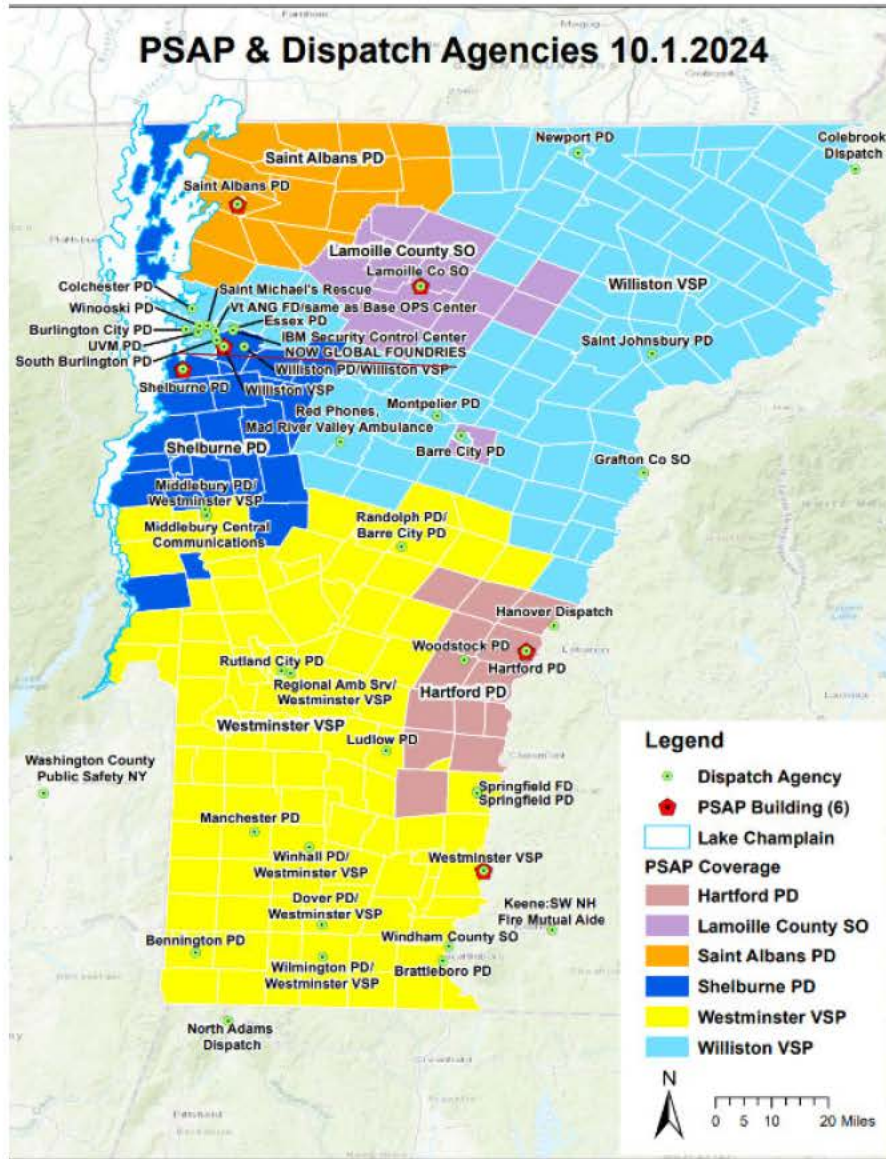 PSAP & Dispatch Agencies 10.1.2024
Newport PD
Colebrook
Dispatch
Saint Albans PD
Saint Albans PD
Lamoille County SO
Lamoille Co SO
Williston VSP
Colchester PD
Saint Michael's Rescue
Winooski PD
Vt ANG FD/same as Base OPS Center
Burlington City PD
Essex PD
UVM PD
IBM Security Control Center
South Burlington PD
NOW GLOBAL FOUNDRIES
Saint Johnsbury PD
Williston PD/Williston VSP
Shelburne PD
Williston VSP
Red Phones,
Mad River Valley Ambulance
Montpelier PD
Barre City PD
Shelburne PD
Grafton Co SO
Middlebury PD/
Westminster VSP
Middlebury Central
Communications
Randolph PD/
Barre City PD
Hanover Dispatch
Woodstock PD
Hartford PD
Hartford PD
Lebanon
Rutland City PD
Regional Amb Srv/
Westminster VSP
Westminster VSP
Ludlow PD
Washington County
Public Safety NY
Springfield FD
Springfield PD
Manchester PD
Winhall PD/
Westminster VSP
Westminster VSP
Dover PD/
Westminster VSP
Keene:SW NH
Fire Mutual Aide
Bennington PD
Windham County SO
Wilmington PD/
Westminster VSP
Brattleboro PD
North Adams
Dispatch
Legend
Dispatch Agency
PSAP Building (6)
Lake Champlain
PSAP Coverage
Hartford PD
Lamoille County SO
Saint Albans PD
Shelburne PD
Westminster VSP
Williston VSP
N
0 5 10 20 Miles